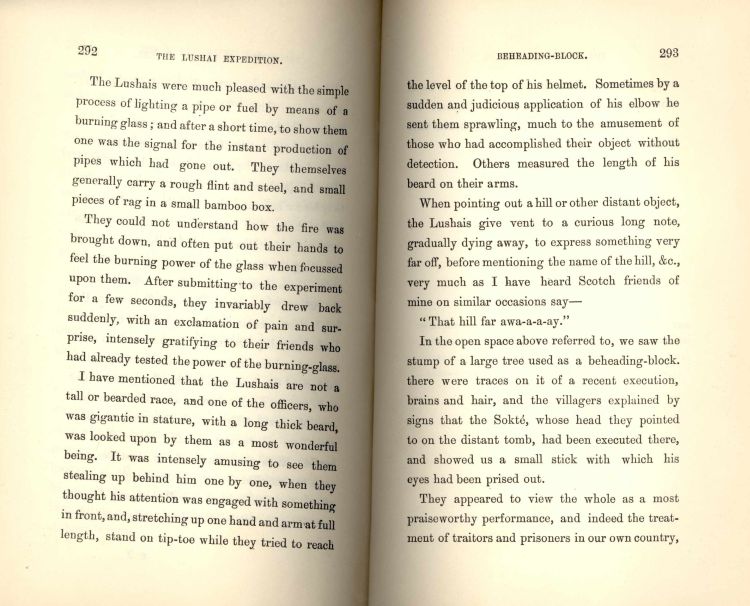 292
THE LUSHAI EXPEDITION.
The Lushais were much pleased with the simple
process of lighting a pipe or fuel by means of a
burning glass; and after a short time, to show them
one was the signal for the instant production of
pipes which had gone out. They themselves
generally carry a rough flint and steel, and small
pieces of rag in a small bamboo box.
They could not understand how the fire was
brought down, and often put out their hands to
feel the burning power of the glass when focussed
upon them. After submitting to the experiment
for a few seconds, they invariably drew back
suddenly, with an exclamation of pain and sur-
prise, intensely gratifying to their friends who
had already tested the power of the burning-glass.
I have mentioned that the Lushais are not a
tall or bearded race, and one of the officers, who
was gigantic in stature, with a long thick beard,
was looked upon by them as a most wonderful
being. It was intensely amusing to see them
stealing up behind him one by one, when they
thought his attention was engaged with something
in front, and, stretching up one hand and arm at full
length, stand on tip-toe while they tried to reach
BEHEADING-BLOCK.
293
the level of the top of his helmet. Sometimes by a
sudden and judicious application of his elbow he
sent them sprawling, much to the amusement of
those who had accomplished their object without
detection. Others measured the length of his
beard on their arms.
When pointing out a hill or other distant object,
the Lushais give vent to a curious long note,
gradually dying away, to express something very
far off, before mentioning the name of the hill, &c.,
very much as I have heard Scotch friends of
mine on similar occasions say—
"That hill far awa-a-a-ay."
In the open space above referred to, we saw the
stump of a large tree used as a beheading-block.
there were traces on it of a recent execution,
brains and hair, and the villagers explained by
signs that the Sokté, whose head they pointed
to on the distant tomb, had been executed there,
and showed us a small stick with which his
eyes had been prised out.
They appeared to view the whole as a most
praiseworthy performance, and indeed the treat-
ment of traitors and prisoners in our own country,